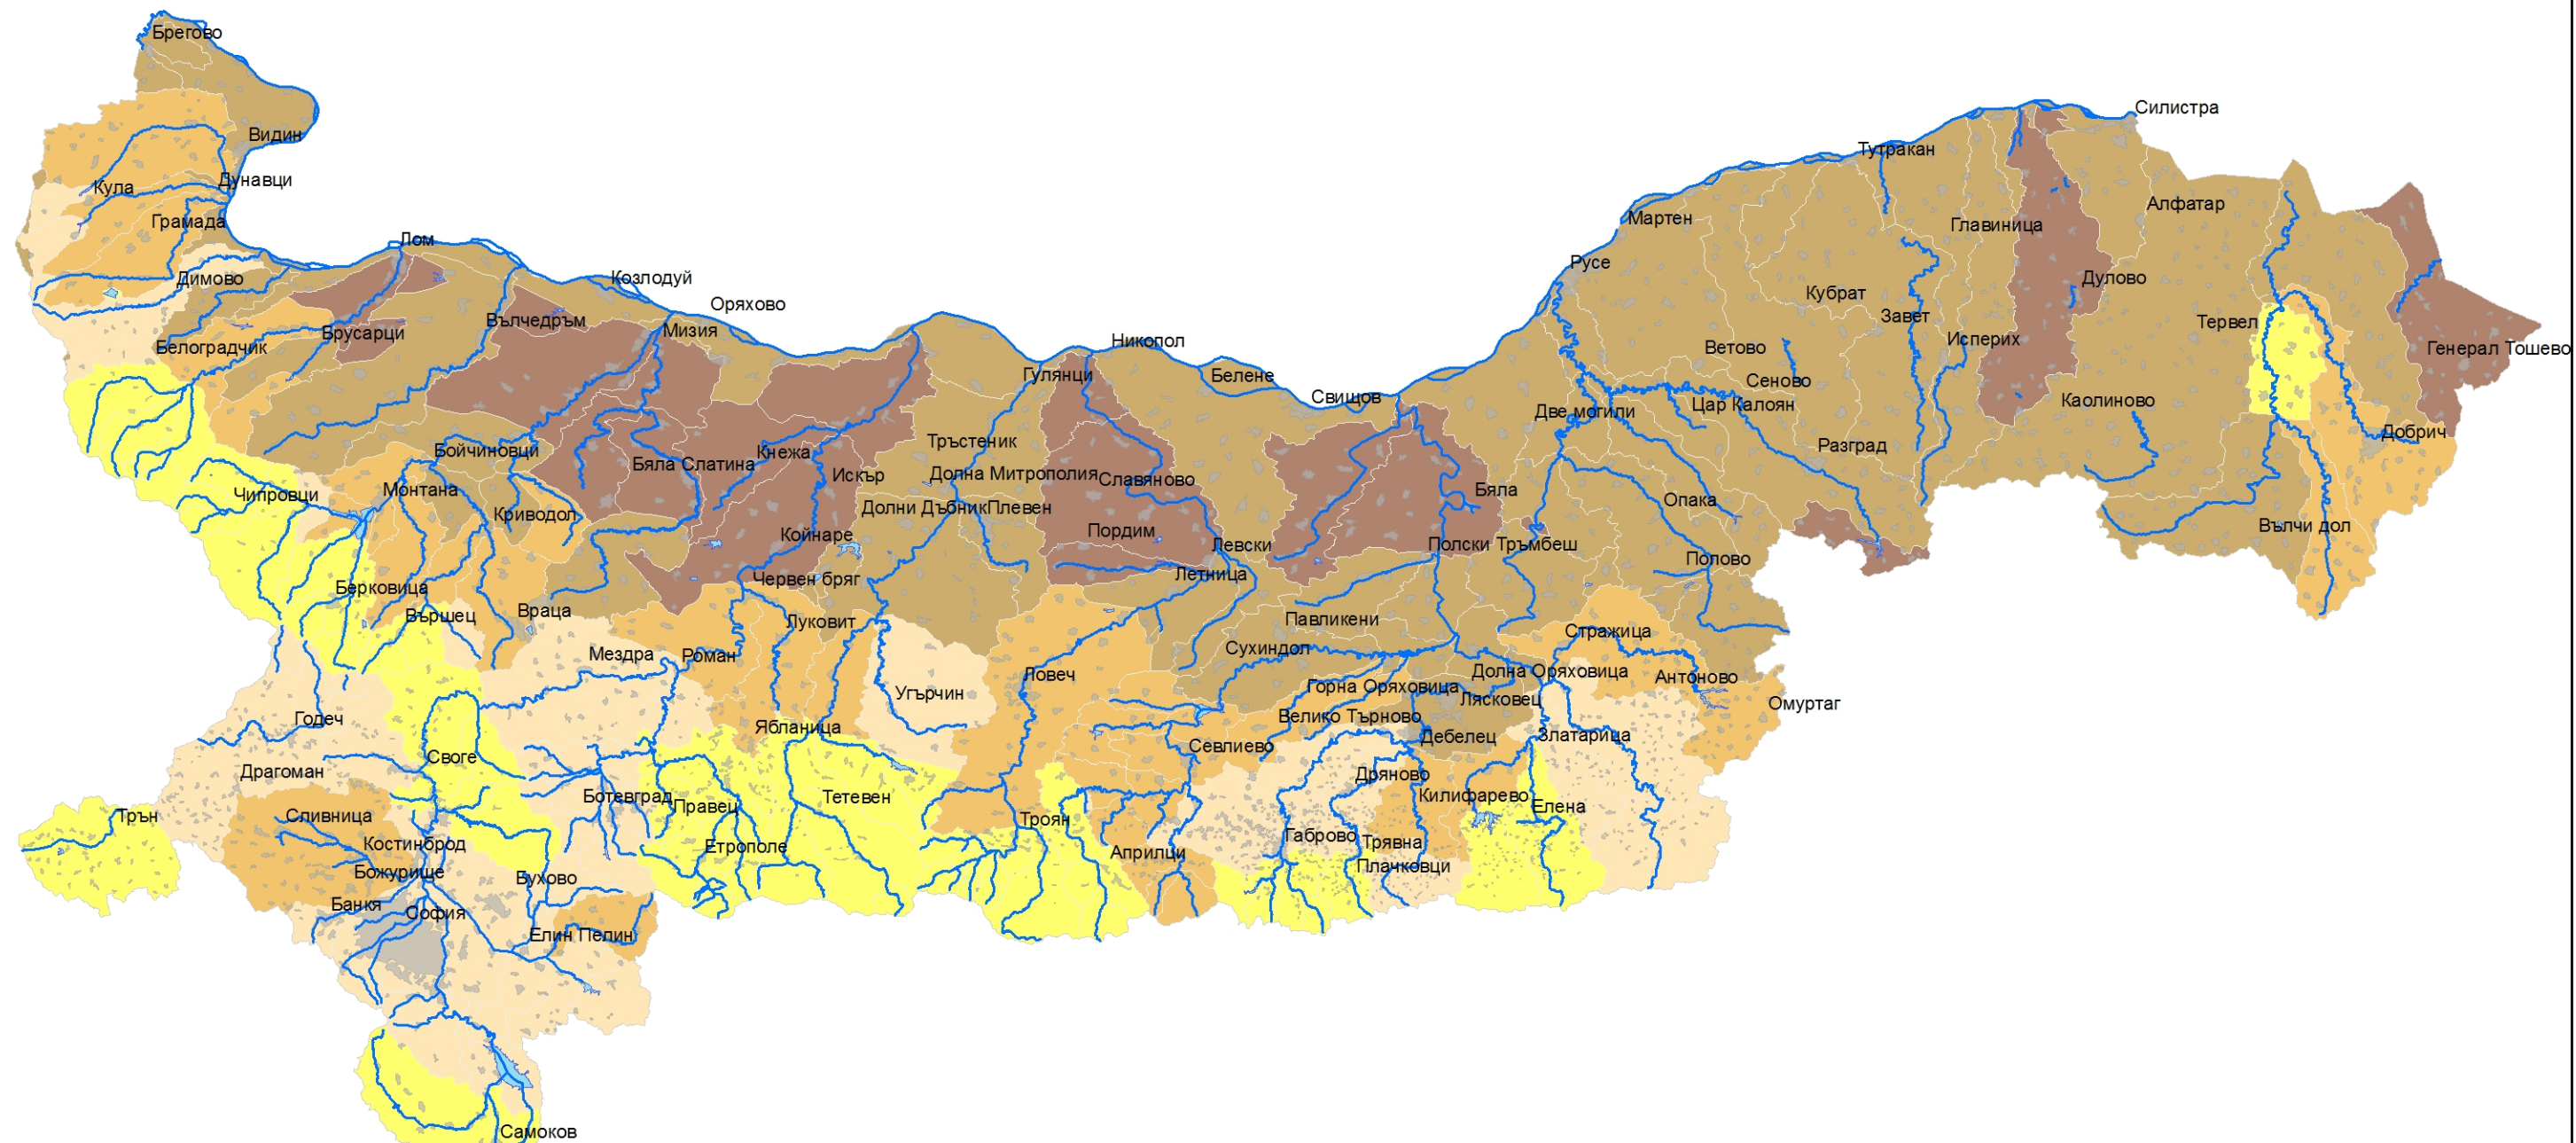 Брегово
Силистра
Видин
Тутракан
Дунавци
Кула
Алфатар
Мартен
Грамада
Главиница
Лом
Русе
Димово
Козлодуй
Дулово
Кубрат
Оряхово
Завет
Вълчедръм
Тервел
Мизия
Брусарци
Исперих
Никопол
Белоградчик
Ветово
Генерал Тошево
Гулянци
Белене
Сеново
Свищов
Каолиново
Цар Калоян
Две могили
Добрич
Тръстеник
Разград
Бойчиновци
Кнежа
Бяла Слатина
Долна Митрополия
Искър
Славяново
Монтана
Бяла
Чипровци
Опака
Долни Дъбник
Плевен
Криводол
Вълчи дол
Пордим
Койнаре
Левски
Полски Тръмбеш
Попово
Летница
Червен бряг
Берковица
Враца
Вършец
Павликени
Луковит
Стражица
Сухиндол
Мездра
Роман
Долна Оряховица
Ловеч
Антоново
Горна Оряховица
Угърчин
Лясковец
Омуртаг
Годеч
Велико Търново
Ябланица
Златарица
Дебелец
Севлиево
Своге
Драгоман
Дряново
Ботевград
Тетевен
Килифарево
Правец
Елена
Трън
Сливница
Троян
Габрово
Трявна
Костинброд
Етрополе
Априлци
Плачковци
Божурище
Бухово
Банкя
София
Елин Пелин
Самоков